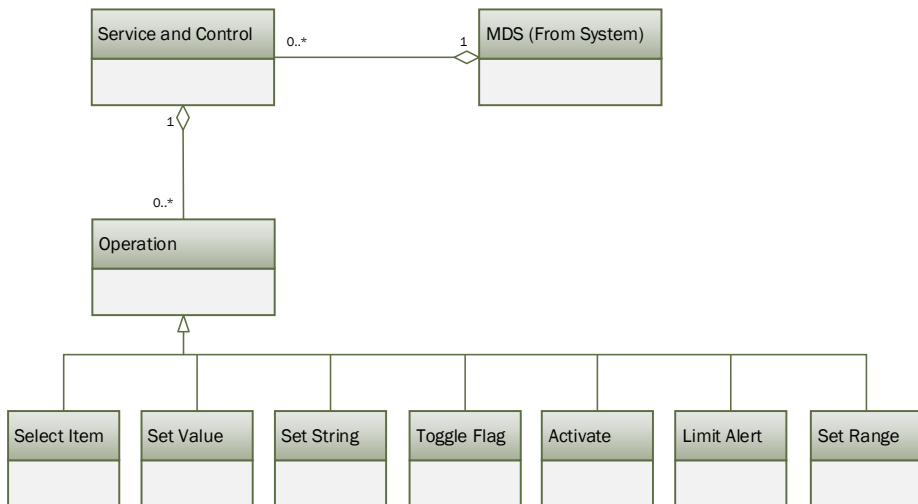 Service and Control
0..*
1
MDS (From System)
1
0..*
Operation
Select Item
Set Value
Set String
Toggle Flag
Activate
Limit Alert
Set Range